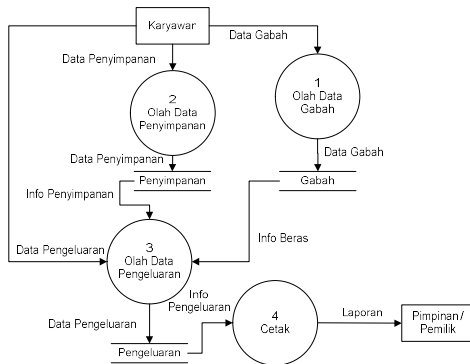 Karyawan
Data Gabah
Data Penyimpanan
1
Olah Data
Gabah
2
Olah Data
Penyimpanan
Data Gabah
Data Penyimpanan
Penyimpanan
Gabah
Info Penyimpanan
Info Beras
Data Pengeluaran
3
Olah Data
Pengeluaran
Info
Pengeluaran
4
Cetak
Laporan
Pimpinan/
Pemilik
Data Pengeluaran
Pengeluaran